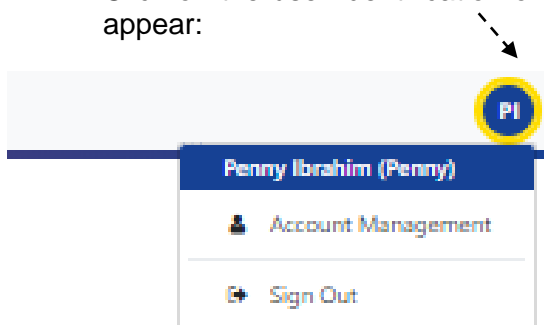 appear:
PI
Penny Ibrahim (Penny)
Account Management
Sign Out